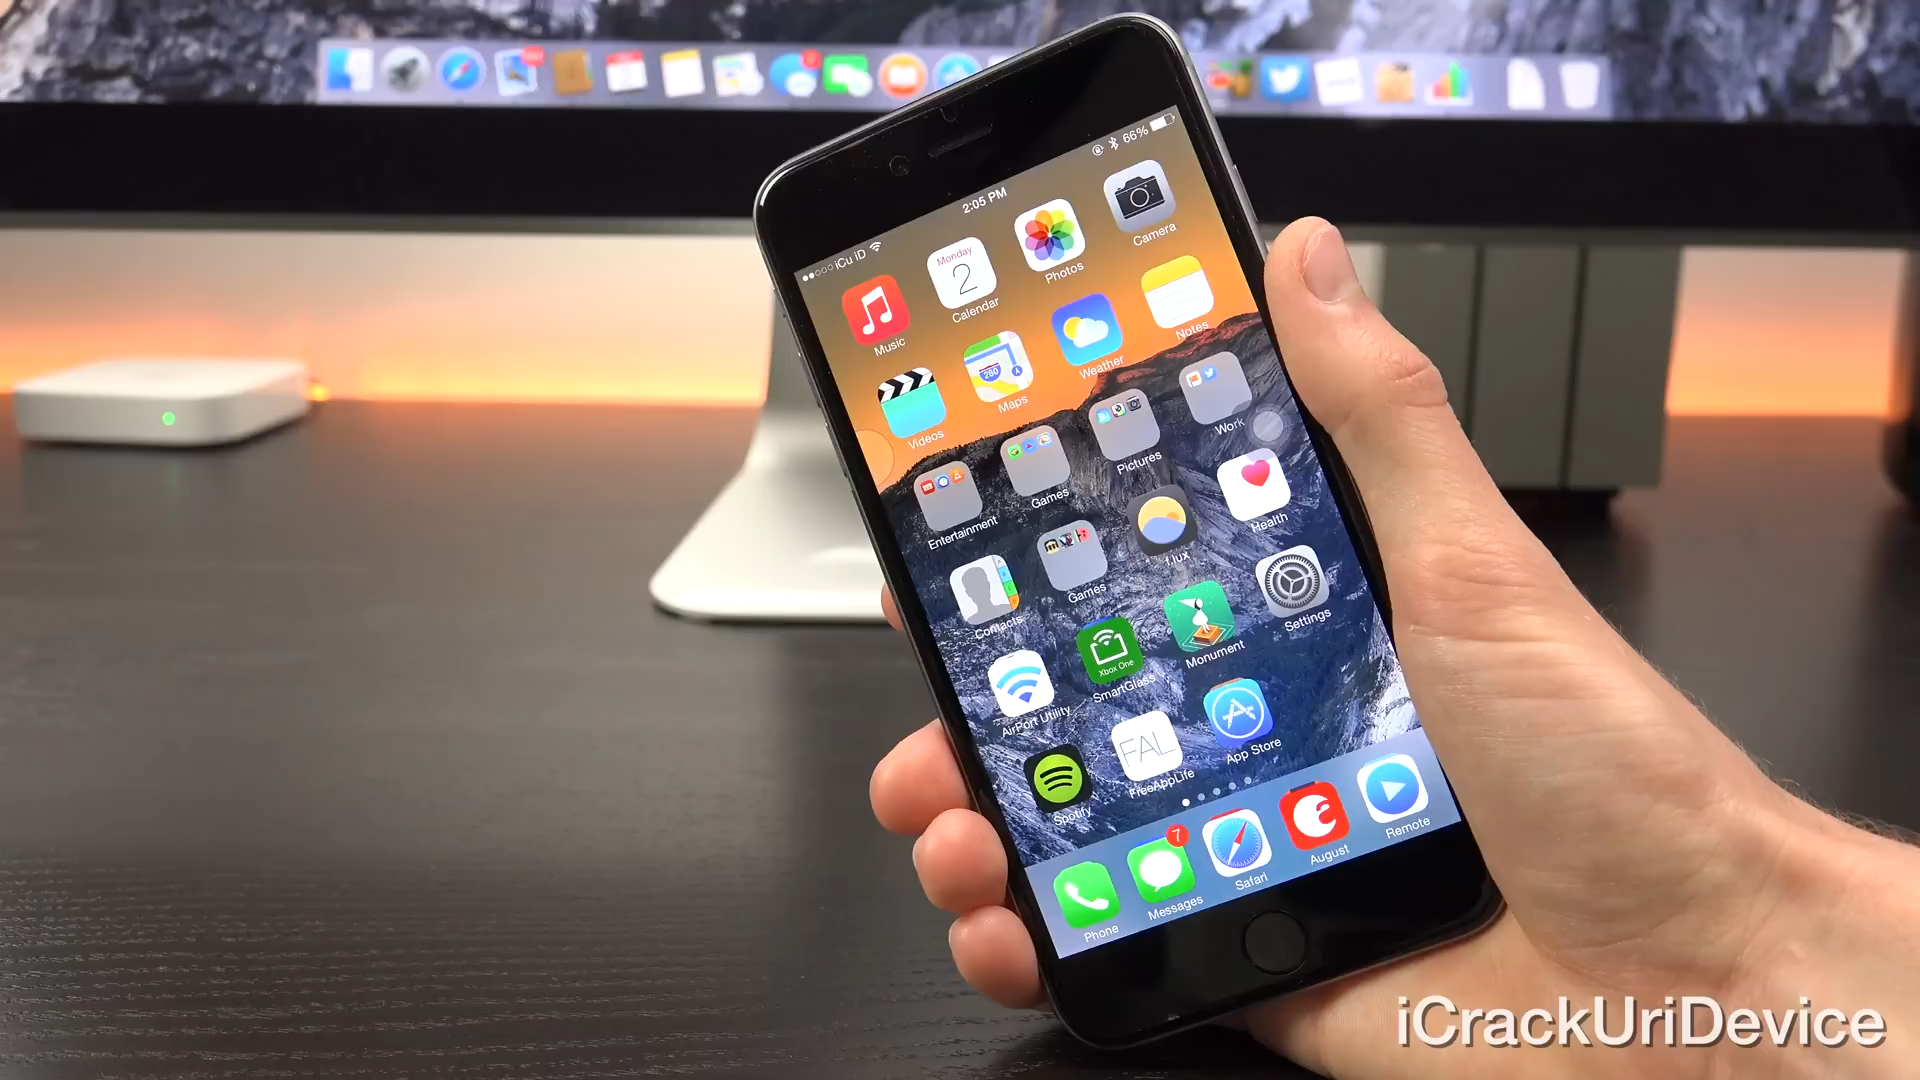 iCu iD
2:05 PM
66%
Music
Monday
2
Calendar
Photos
Camera
Videos
280
Maps
Weather
Notes
Entertainment
Games
Pictures
Work
Contacts
Games
f.lux
Health
AirPort Utility
Xbox One
SmartGlass
Monument
Settings
Spotify
FAL
FreeAppLife
App Store
Phone
7
Messages
Safari
August
Remote
iCrackUriDevice